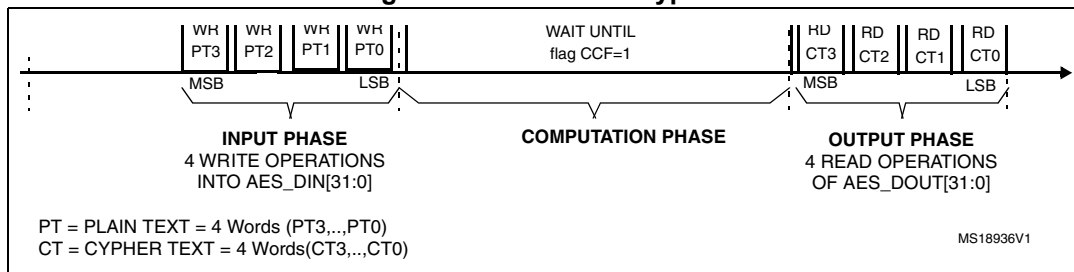 WR WR WR WR
PT3 PT2 PT1 PT0
WAIT UNTIL
flag CCF=1
RD RD RD RD
CT3 CT2 CT1 CT0
MSB LSB
MSB LSB
INPUT PHASE
4 WRITE OPERATIONS
INTO AES_DIN[31:0]
COMPUTATION PHASE
OUTPUT PHASE
4 READ OPERATIONS
OF AES_DOUT[31:0]
PT = PLAIN TEXT = 4 Words (PT3,..,PT0)
CT = CYPHER TEXT = 4 Words(CT3,..,CT0)
MS18936V1